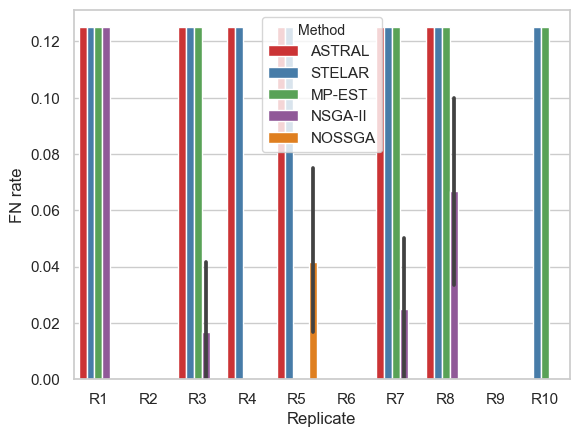 Method
ASTRAL
STELAR
MP-EST
NSGA-II
NOSSGA
FN rate
0.12
0.10
0.08
0.06
0.04
0.02
0.00
R1 R2 R3 R4 R5 R6 R7 R8 R9 R10
Replicate